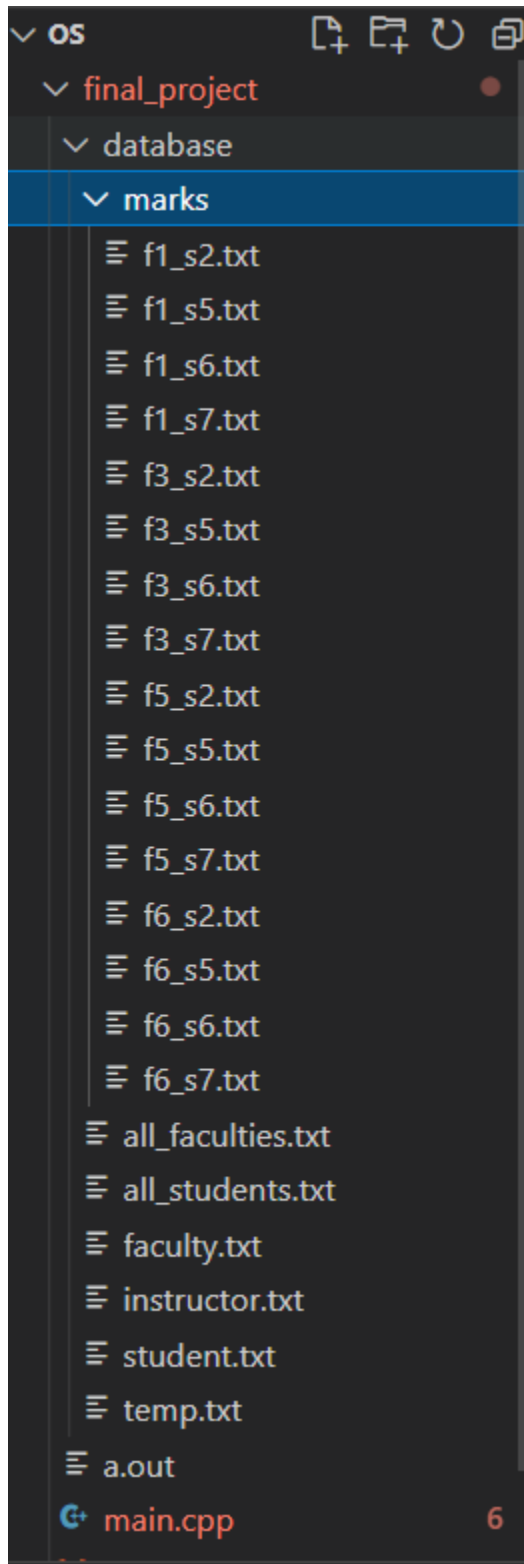 OS
final_project
database
marks
f1_s2.txt
f1_s5.txt
f1_s6.txt
f1_s7.txt
f3_s2.txt
f3_s5.txt
f3_s6.txt
f3_s7.txt
f5_s2.txt
f5_s5.txt
f5_s6.txt
f5_s7.txt
f6_s2.txt
f6_s5.txt
f6_s6.txt
f6_s7.txt
all_faculties.txt
all_students.txt
faculty.txt
instructor.txt
student.txt
temp.txt
a.out
main.cpp 6